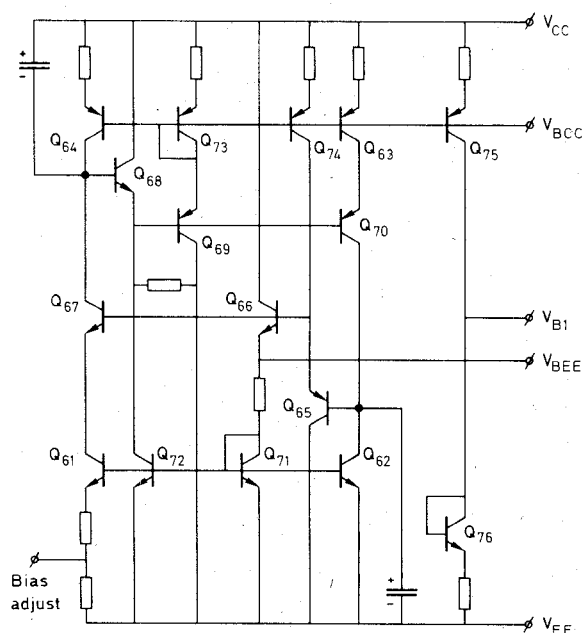 V_CC
+
-
Q_64
Q_73
Q_74
Q_63
Q_75
V_BCC
Q_68
Q_69
Q_70
Q_67
Q_66
V_B1
V_BEE
Q_65
Q_61
Q_72
Q_71
Q_62
Q_76
Bias
adjust
+
-
V_EE